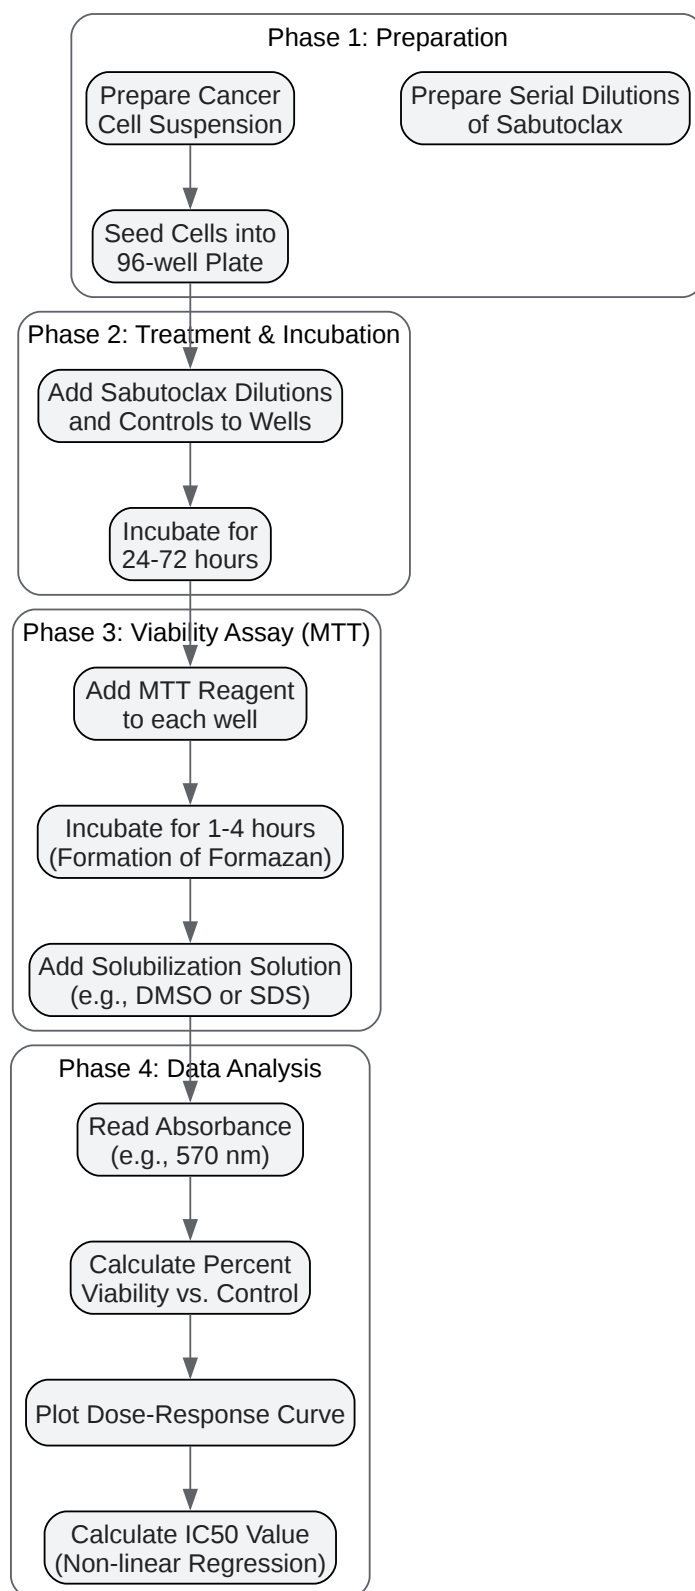 Phase 1: Preparation
Prepare Cancer
Cell Suspension
Prepare Serial Dilutions
of Sabutoclax
Seed Cells into
96-well Plate
Phase 2: Treatment & Incubation
Add Sabutoclax Dilutions
and Controls to Wells
Incubate for
24-72 hours
Phase 3: Viability Assay (MTT)
Add MTT Reagent
to each well
Incubate for 1-4 hours
(Formation of Formazan)
Add Solubilization Solution
(e.g., DMSO or SDS)
Phase 4: Data Analysis
Read Absorbance
(e.g., 570 nm)
Calculate Percent
Viability vs. Control
Plot Dose-Response Curve
Calculate IC50 Value
(Non-linear Regression)